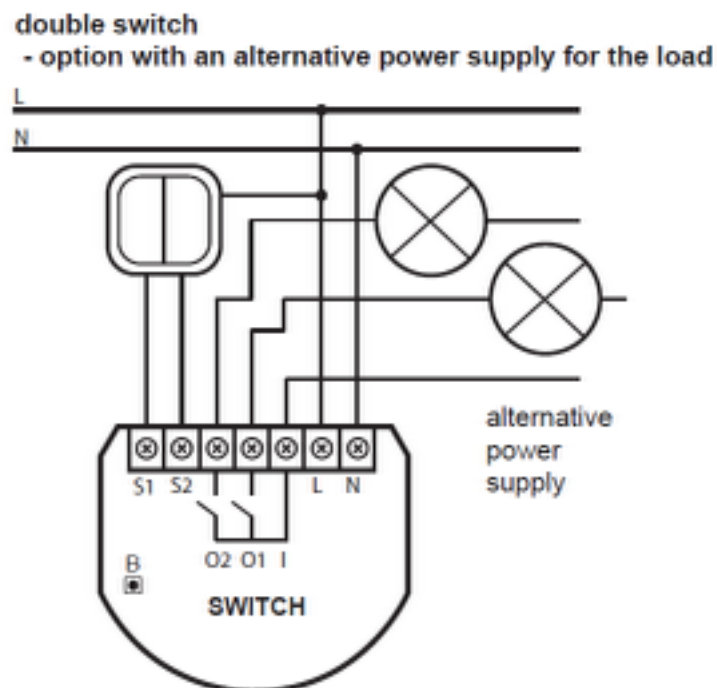 double switch
- option with an alternative power supply for the load
L
N
alternative
power
supply
S1 S2 L N
O2 O1 I
B
SWITCH